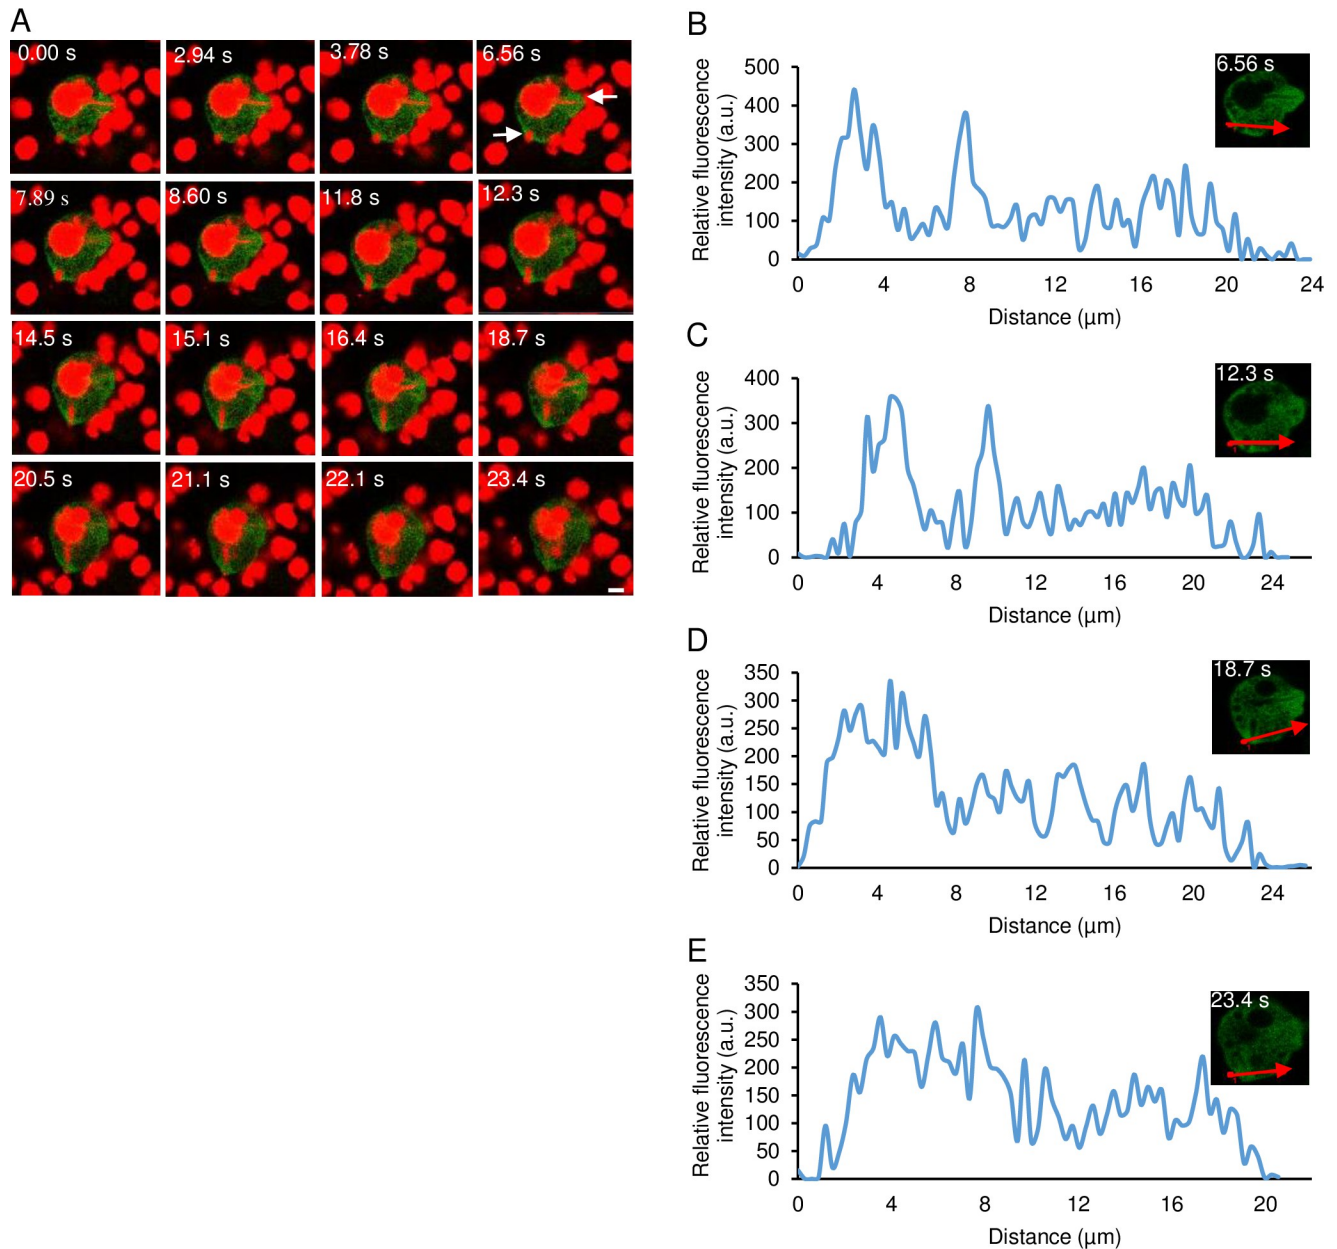 A
0.00 s
2.94 s
3.78 s
6.56 s
7.89 s
8.60 s
11.8 s
12.3 s
14.5 s
15.1 s
16.4 s
18.7 s
20.5 s
21.1 s
22.1 s
23.4 s
B
Relative fluorescence
intensity (a.u.)
500
400
300
200
100
0
0 4 8 12 16 20 24
Distance (µm)
6.56 s
C
Relative fluorescence
intensity (a.u.)
400
300
200
100
0
0 4 8 12 16 20 24
Distance (µm)
12.3 s
D
Relative fluorescence
intensity (a.u.)
350
300
250
200
150
100
50
0
0 4 8 12 16 20 24
Distance (µm)
18.7 s
E
Relative fluorescence
intensity (a.u.)
350
300
250
200
150
100
50
0
0 4 8 12 16 20
Distance (µm)
23.4 s